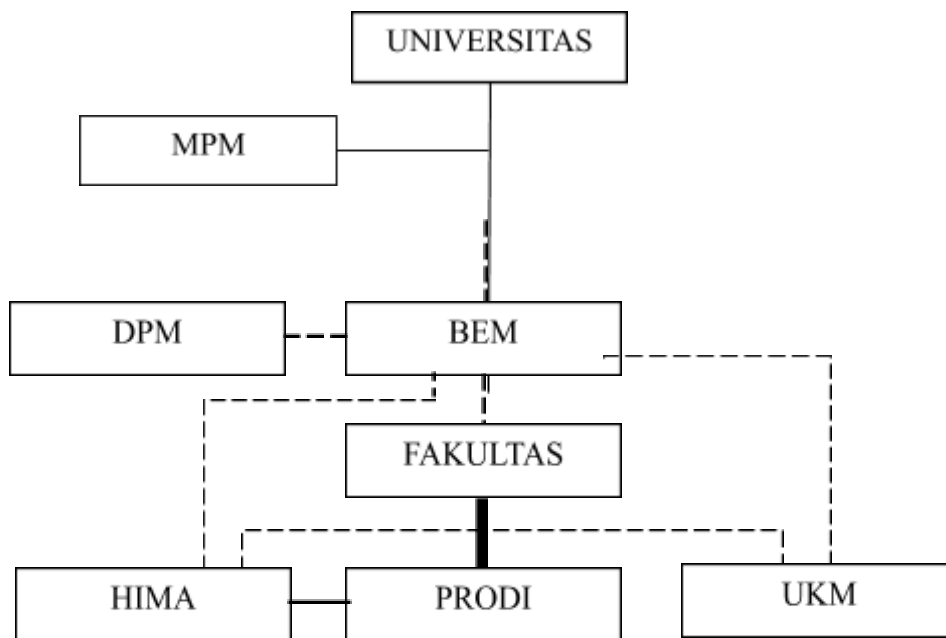 UNIVERSITAS
MPM
DPM
BEM
FAKULTAS
HIMA
PRODI
UKM